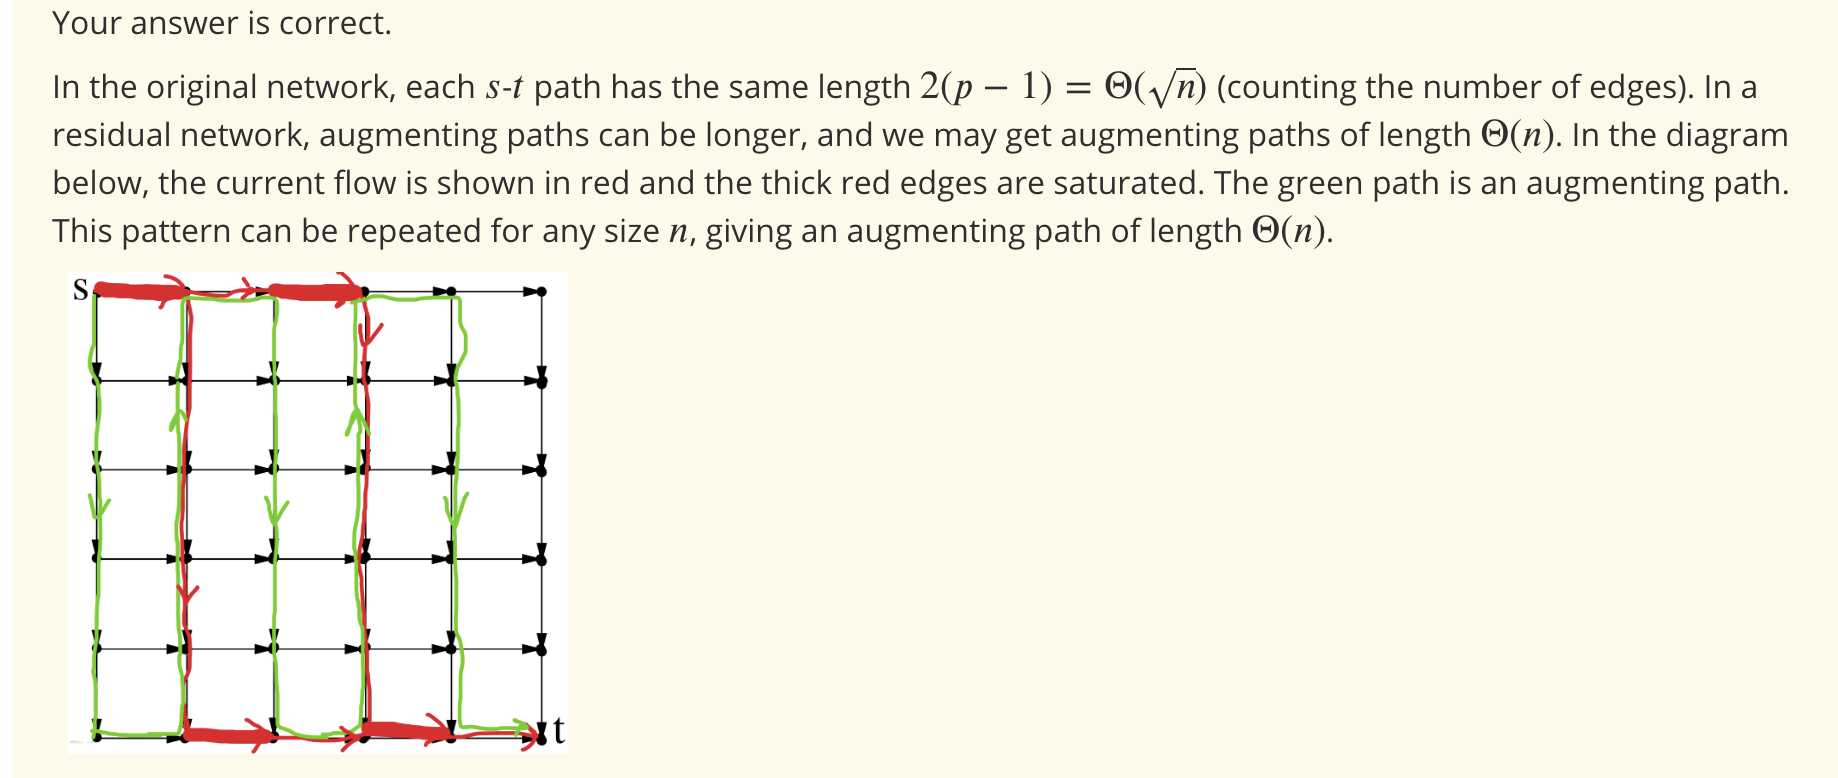 Your answer is correct.
In the original network, each s-t path has the same length 2(p − 1) = Θ(√n) (counting the number of edges). In a
residual network, augmenting paths can be longer, and we may get augmenting paths of length Θ(n). In the diagram
below, the current flow is shown in red and the thick red edges are saturated. The green path is an augmenting path.
This pattern can be repeated for any size n, giving an augmenting path of length Θ(n).
s
t